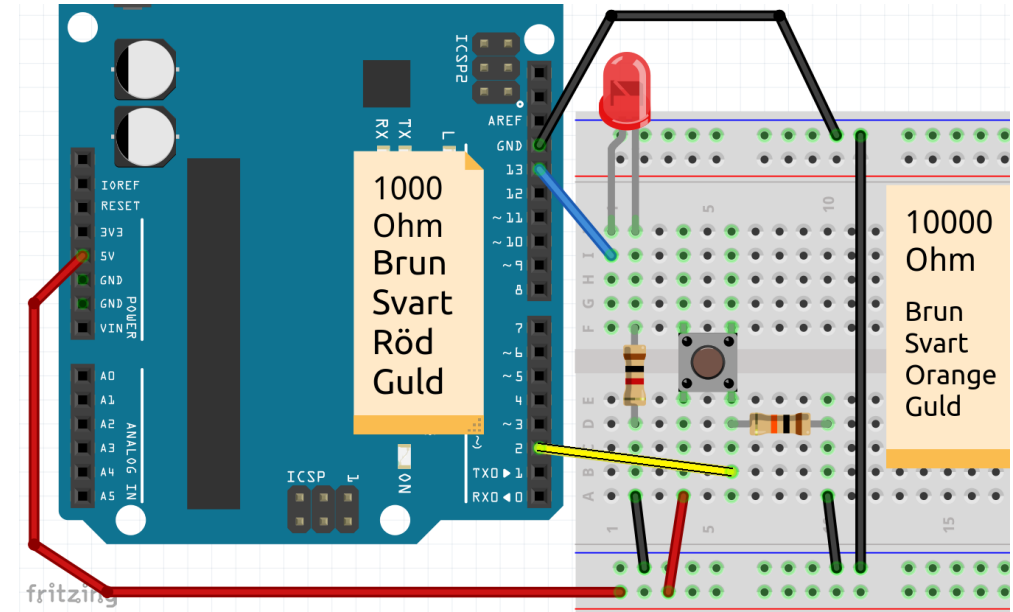 ICSP2
AREF
GND
13
12
~11
~10
~9
8
7
~6
~5
4
~3
2
TX0▶1
RX0◀0
RX
TX
L
IOREF
RESET
3V3
5V
GND
GND
VIN
POWER
A0
A1
A2
A3
A4
A5
ANALOG IN
1000
Ohm
Brun
Svart
Röd
Guld
ICSP
1
ON
5
10
I
H
G
F
E
D
C
B
A
1
5
15
10000
Ohm
Brun
Svart
Orange
Guld
fritzing